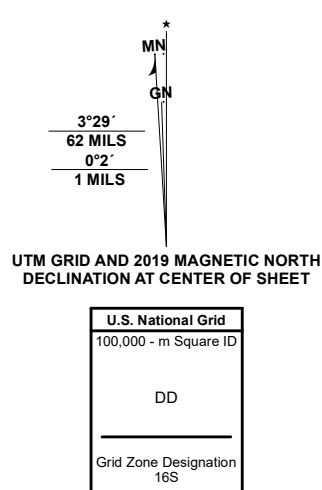 MN
GN
3°29´
62 MILS
0°2´
1 MILS
UTM GRID AND 2019 MAGNETIC NORTH
DECLINATION AT CENTER OF SHEET
U.S. National Grid
100,000 - m Square ID
DD
Grid Zone Designation
16S